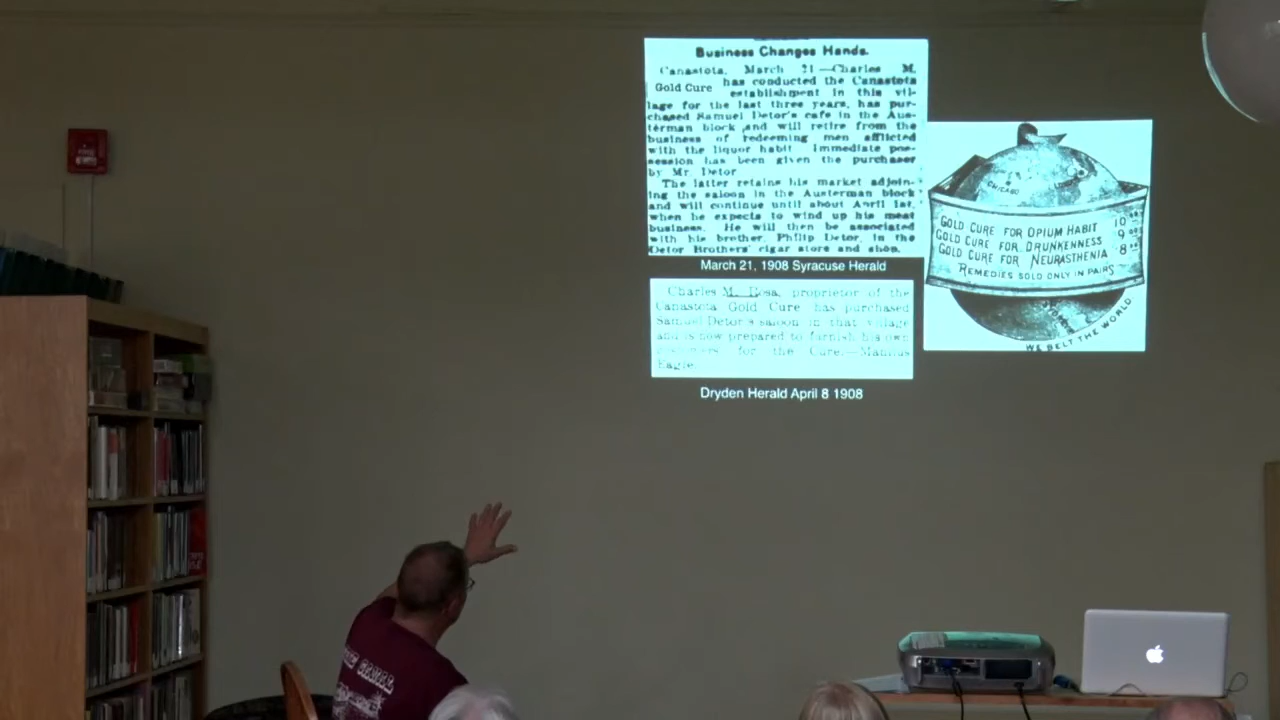 Business Changes Hands.
Canastota, March 21—Charles M.
Gold Cure has conducted the Canastota
establishment in this vil-
lage for the last three years, has pur-
chased Samuel Detor's cafe in the Aus-
terman block and will retire from the
business of redeeming men afflicted
with the liquor habit. Immediate pos-
session has been given the purchaser
by Mr. Detor
The latter retains his market adjoin-
ing the saloon in the Austerman block
and will continue until about April 1st,
when he expects to wind up his meat
business. He will then be associated
with his brother, Philip Detor, in the
Detor Brothers' cigar store and shop.
March 21, 1908 Syracuse Herald
Charles M. Dosa, proprietor of the
Canastota Gold Cure has purchased
Samuel Detor's saloon in that village
and is now prepared to furnish his own
customers for the Cure.—Manlius
Eagle.
Dryden Herald April 8 1908
CHICAGO
GOLD CURE FOR OPIUM HABIT 10
GOLD CURE FOR DRUNKENNESS 9
GOLD CURE FOR NEURASTHENIA 8
REMEDIES SOLD ONLY IN PAIRS
WE BELT THE WORLD